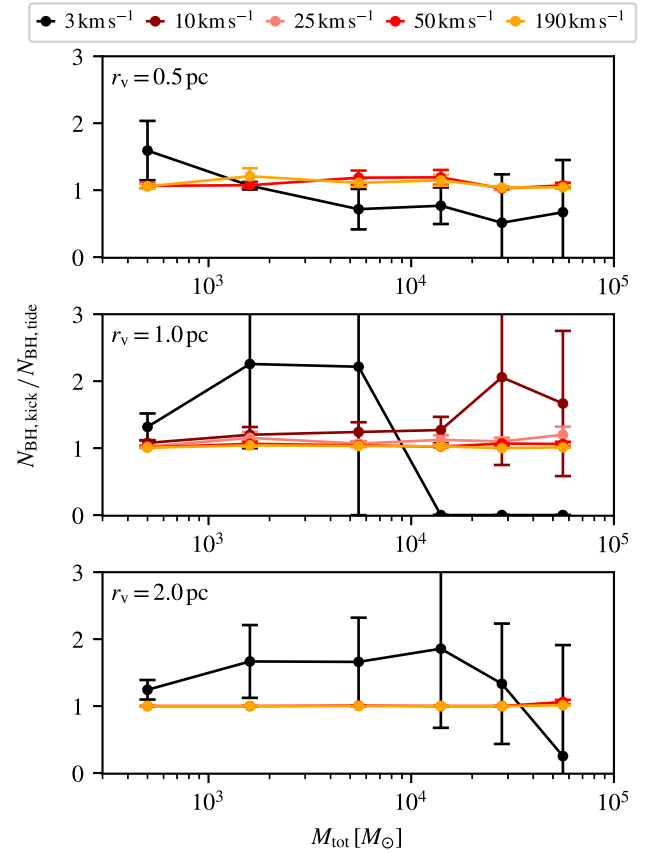 3 km s⁻¹ 10 km s⁻¹ 25 km s⁻¹ 50 km s⁻¹ 190 km s⁻¹
3
r_v = 0.5 pc
2
1
0
10³ 10⁴ 10⁵
3
r_v = 1.0 pc
2
1
0
10³ 10⁴ 10⁵
N_BH, kick / N_BH, tide
3
r_v = 2.0 pc
2
1
0
10³ 10⁴ 10⁵
M_tot [M_⊙]